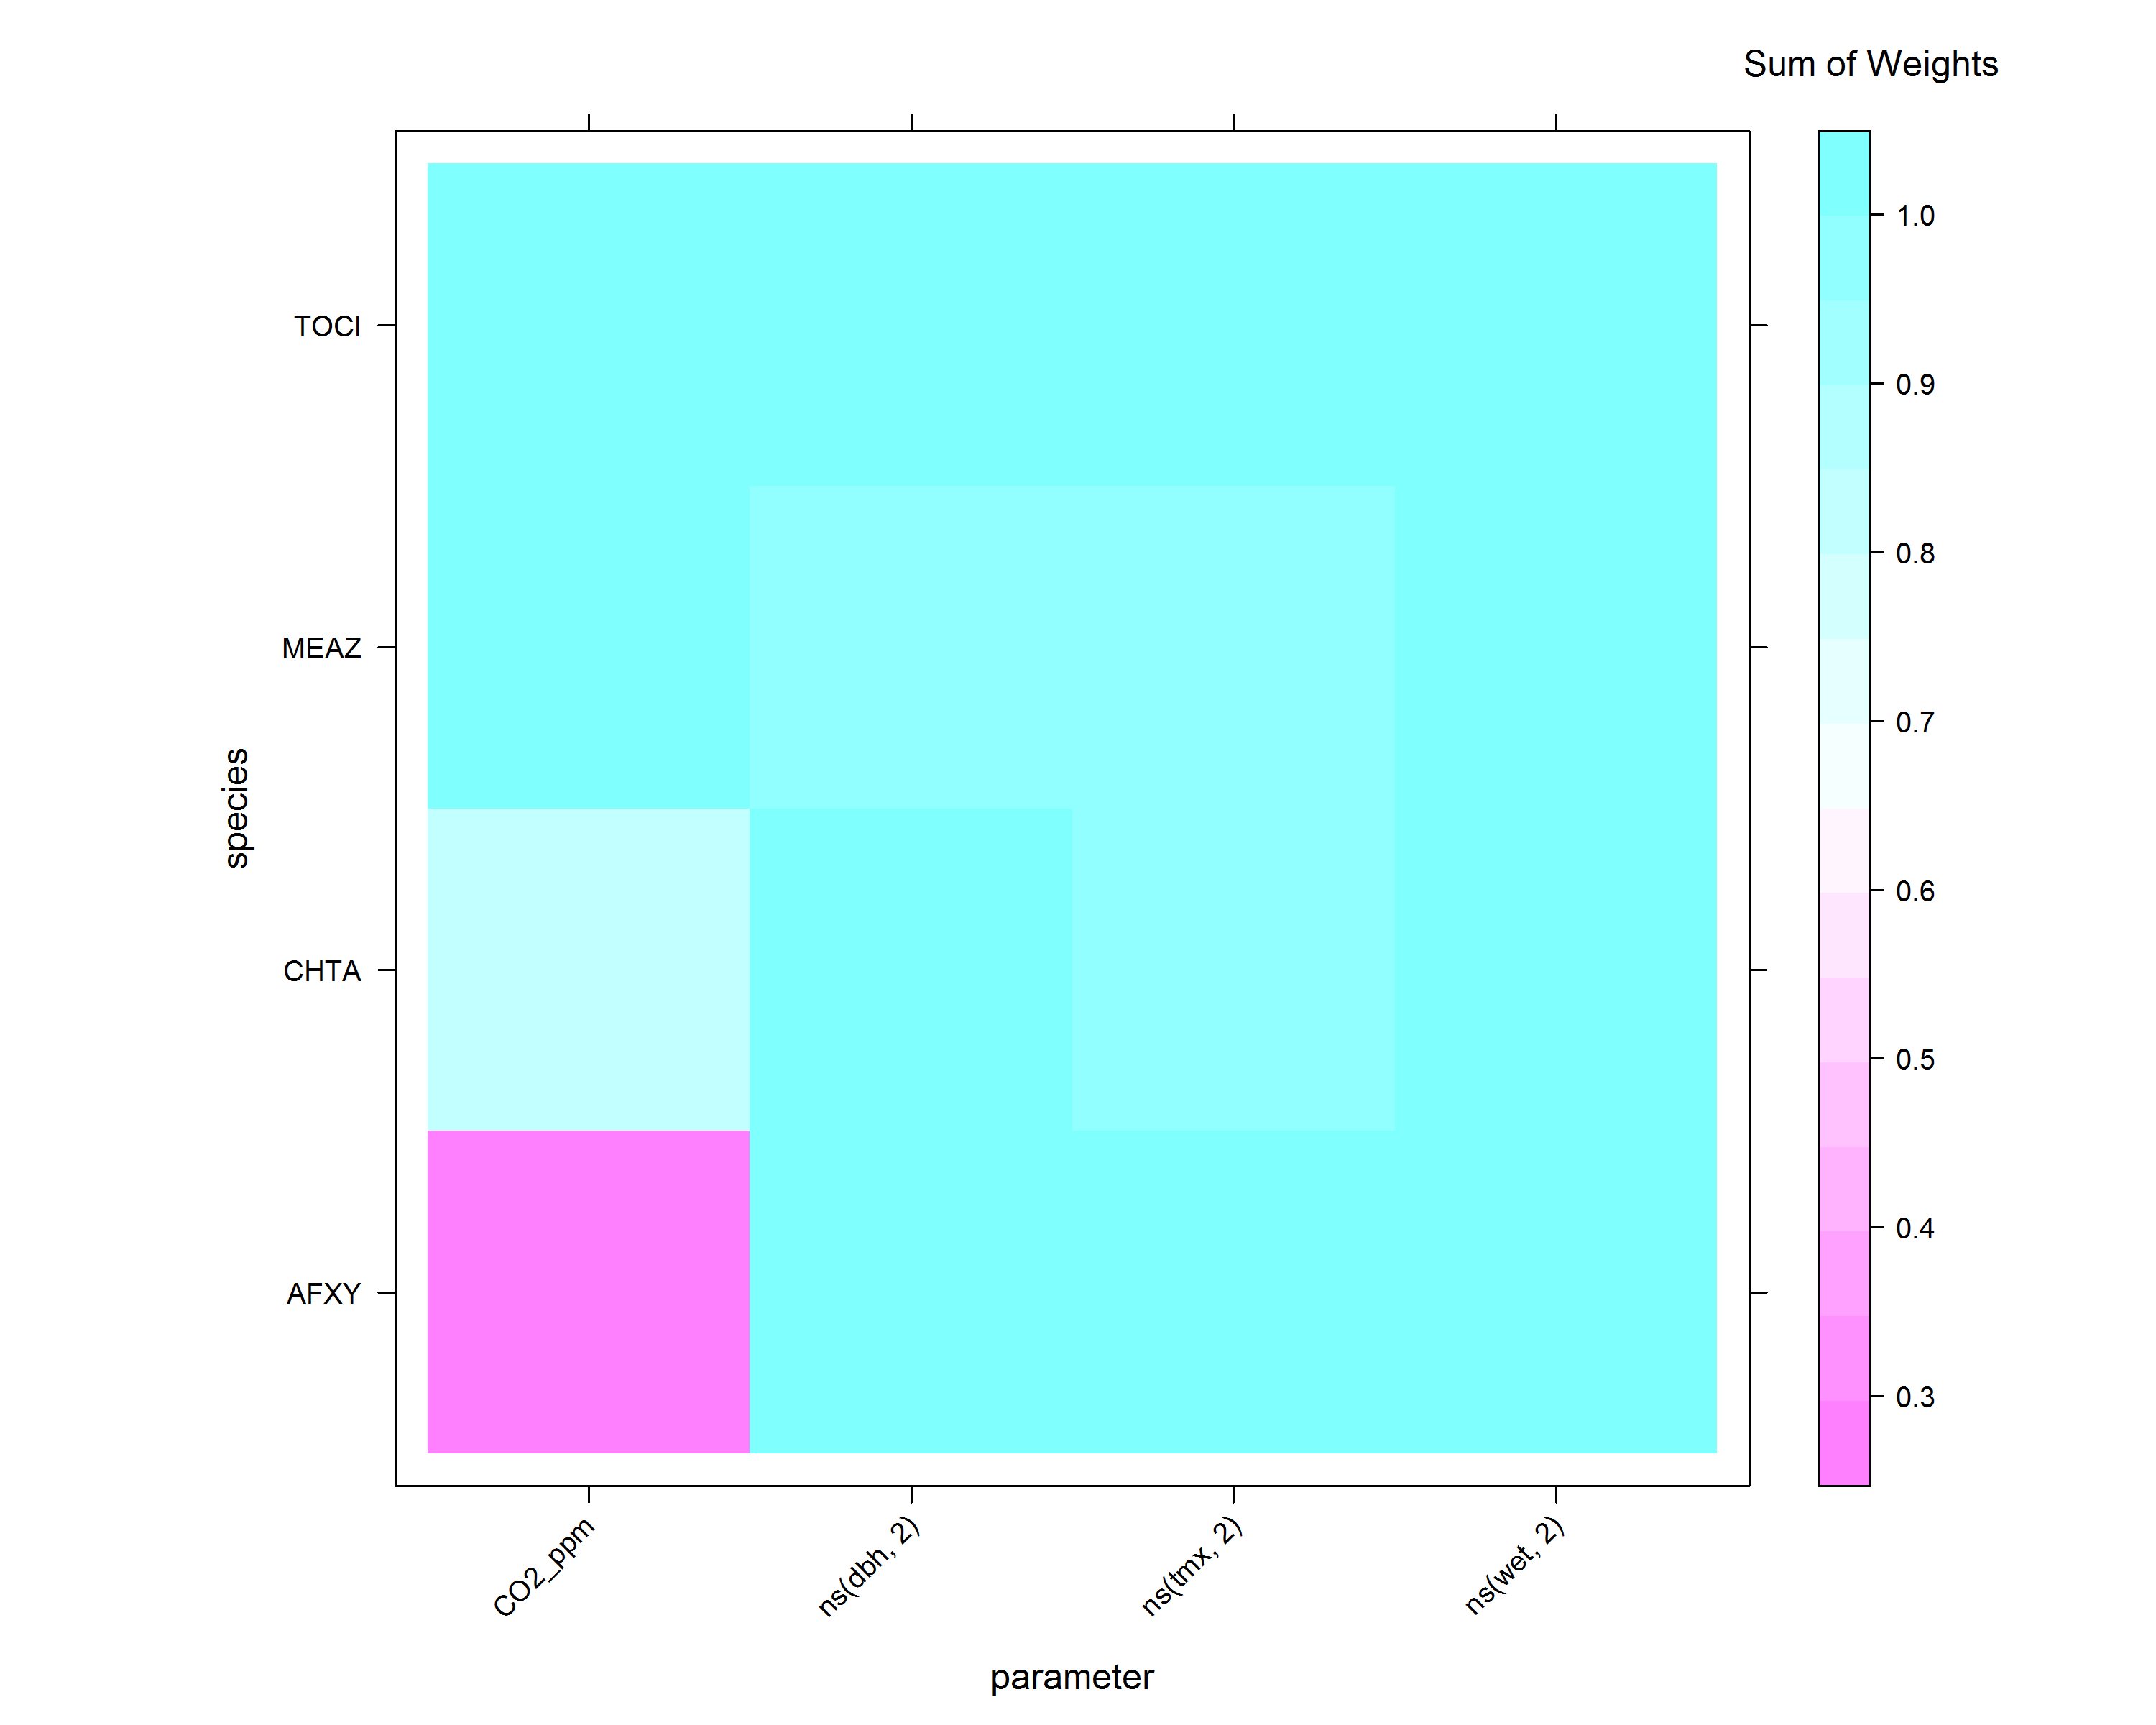 Sum of Weights
1.0
0.9
0.8
0.7
0.6
0.5
0.4
0.3
TOCI
MEAZ
CHTA
AFXY
species
CO2_ppm
ns(dbh, 2)
ns(tmx, 2)
ns(wet, 2)
parameter